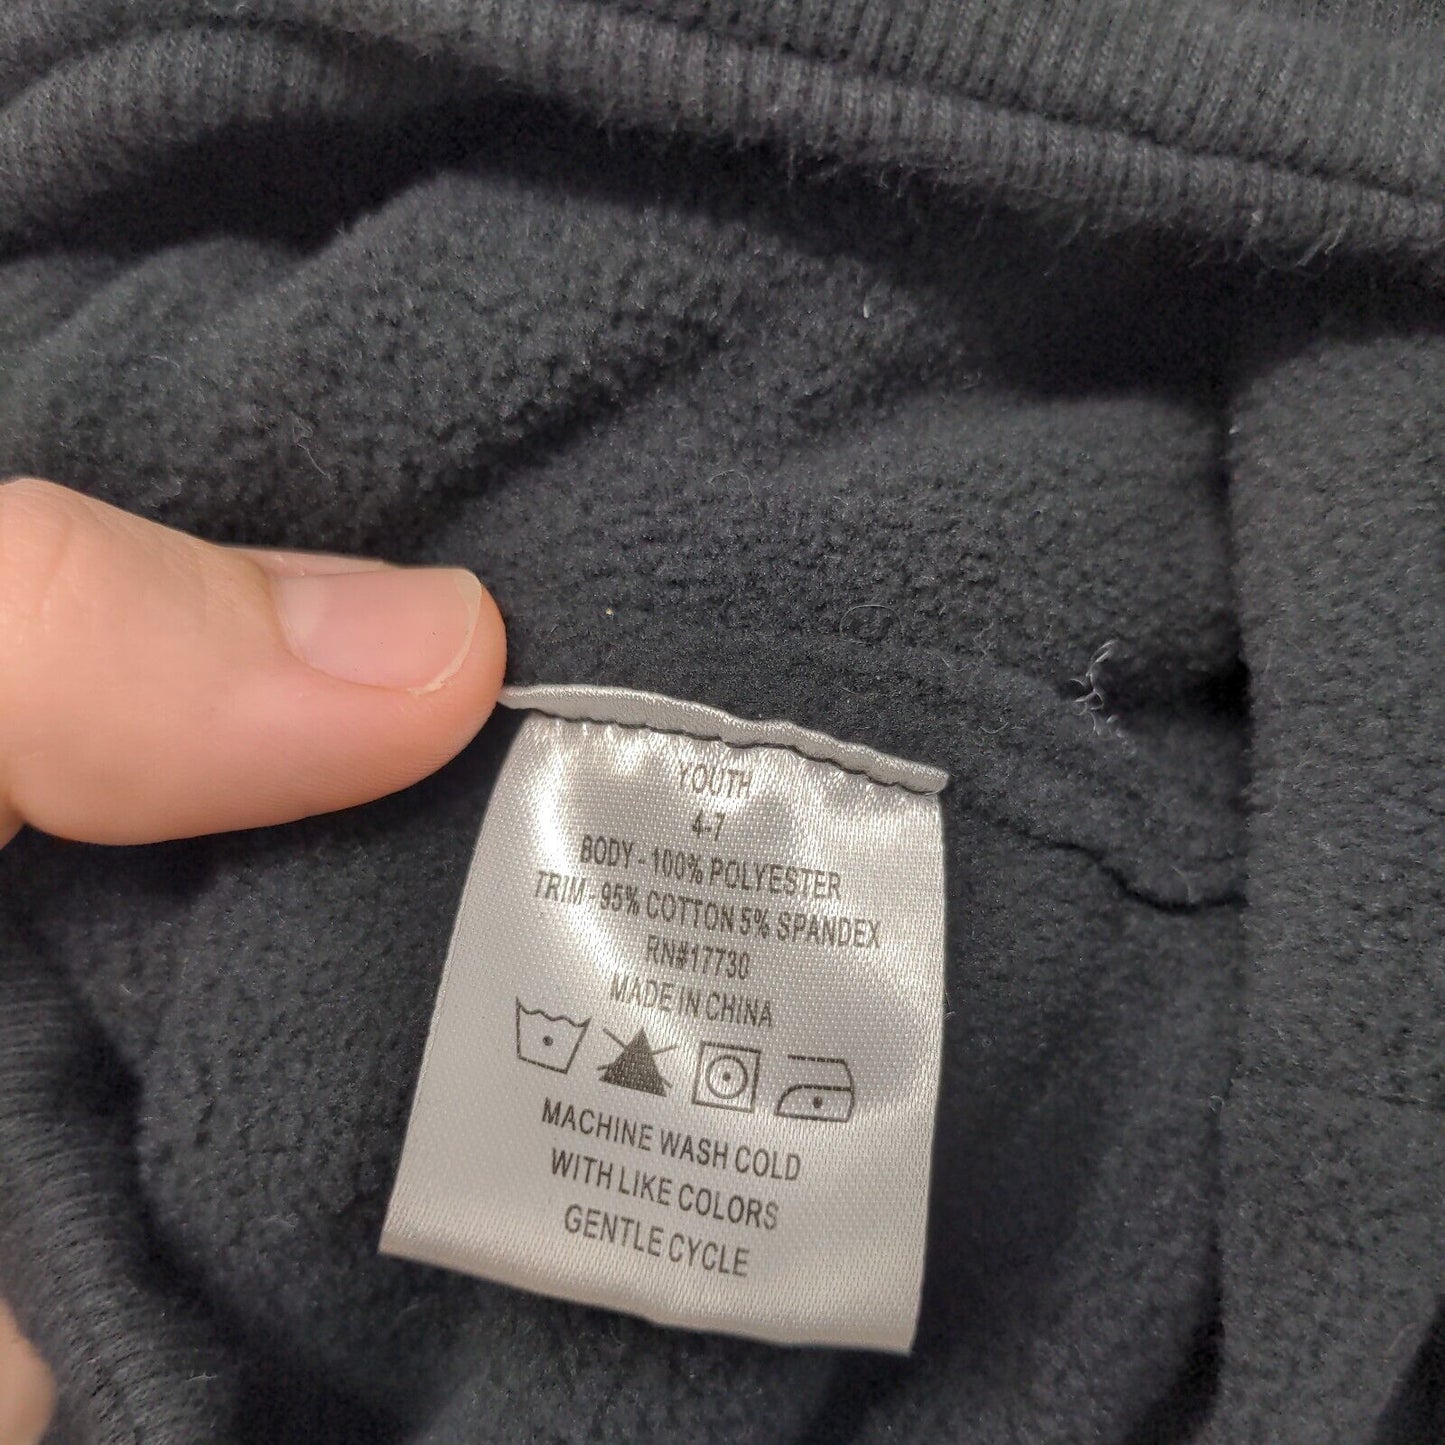 YOUTH
4-7
BODY - 100% POLYESTER
TRIM - 95% COTTON 5% SPANDEX
RN#17730
MADE IN CHINA
MACHINE WASH COLD
WITH LIKE COLORS
GENTLE CYCLE